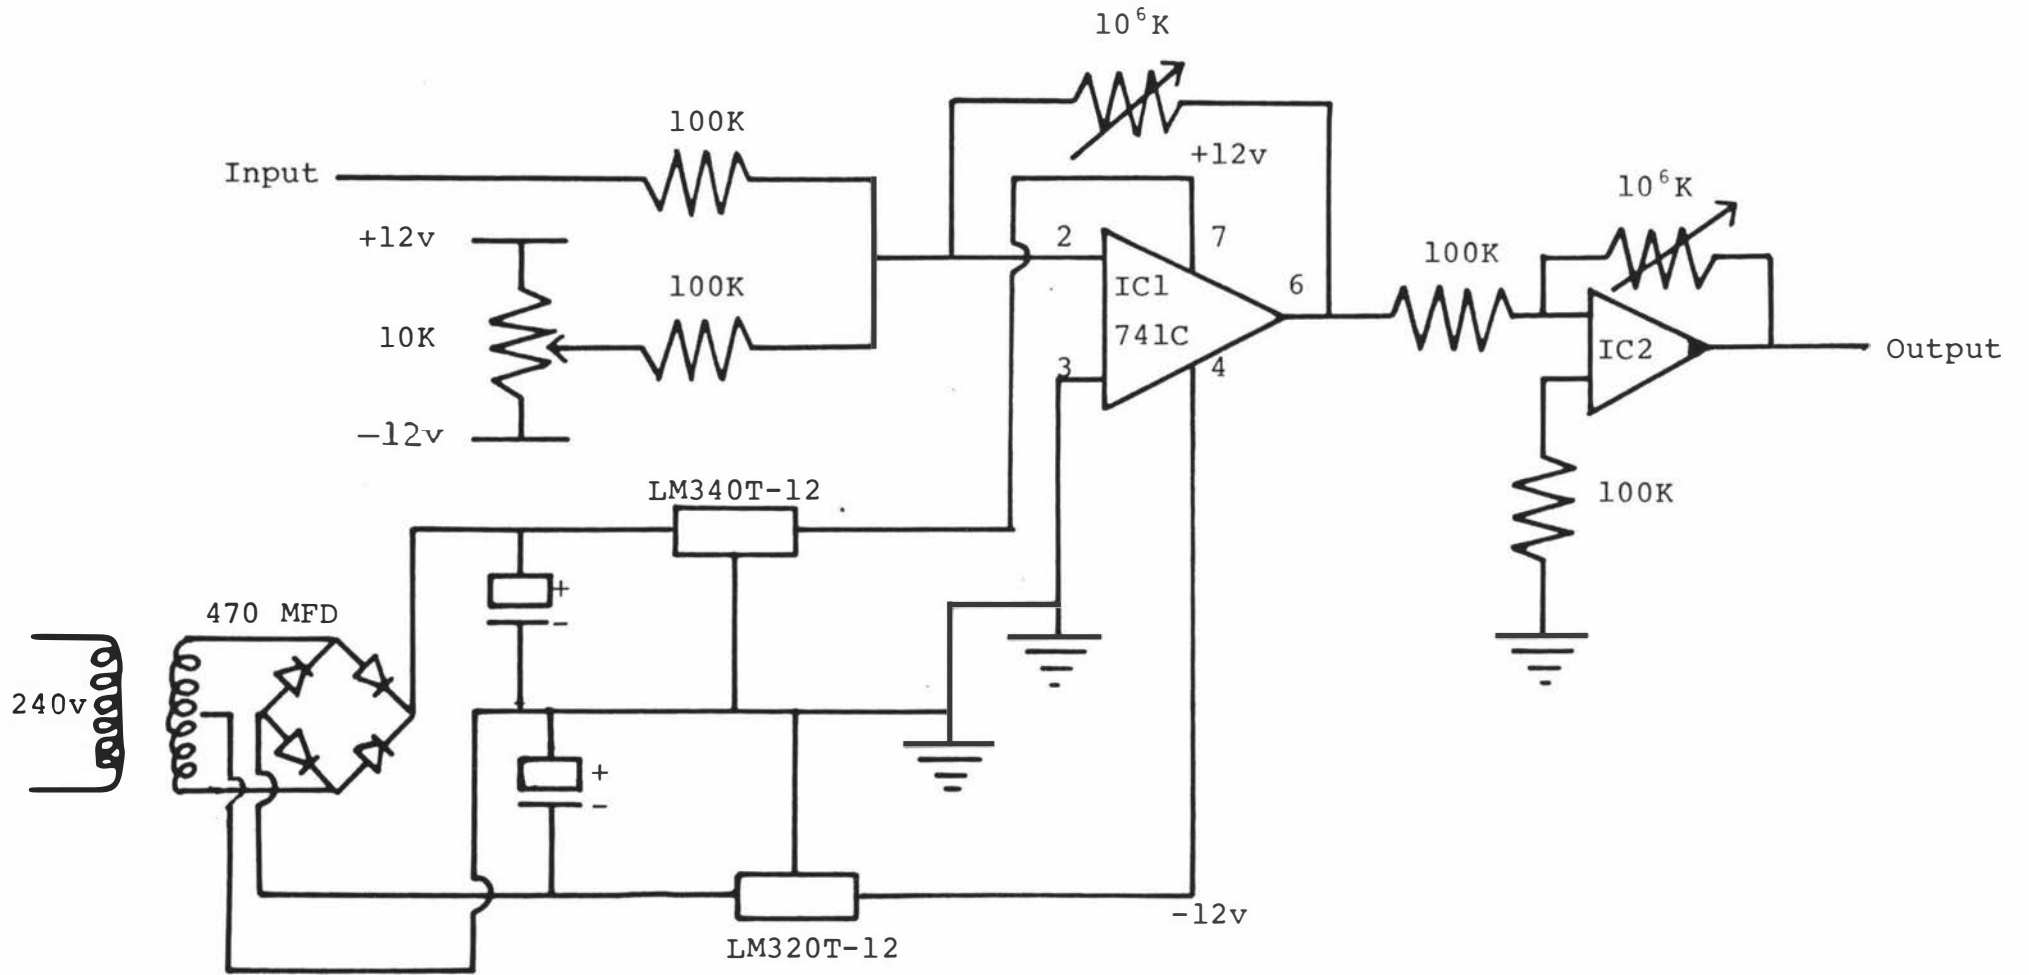 10⁶K
100K
+12v
Input
10⁶K
+12v
2
7
100K
100K
IC1
6
10K
741C
IC2
Output
3
4
−12v
LM340T-12
100K
+
-
470 MFD
240v
+
-
-12v
LM320T-12